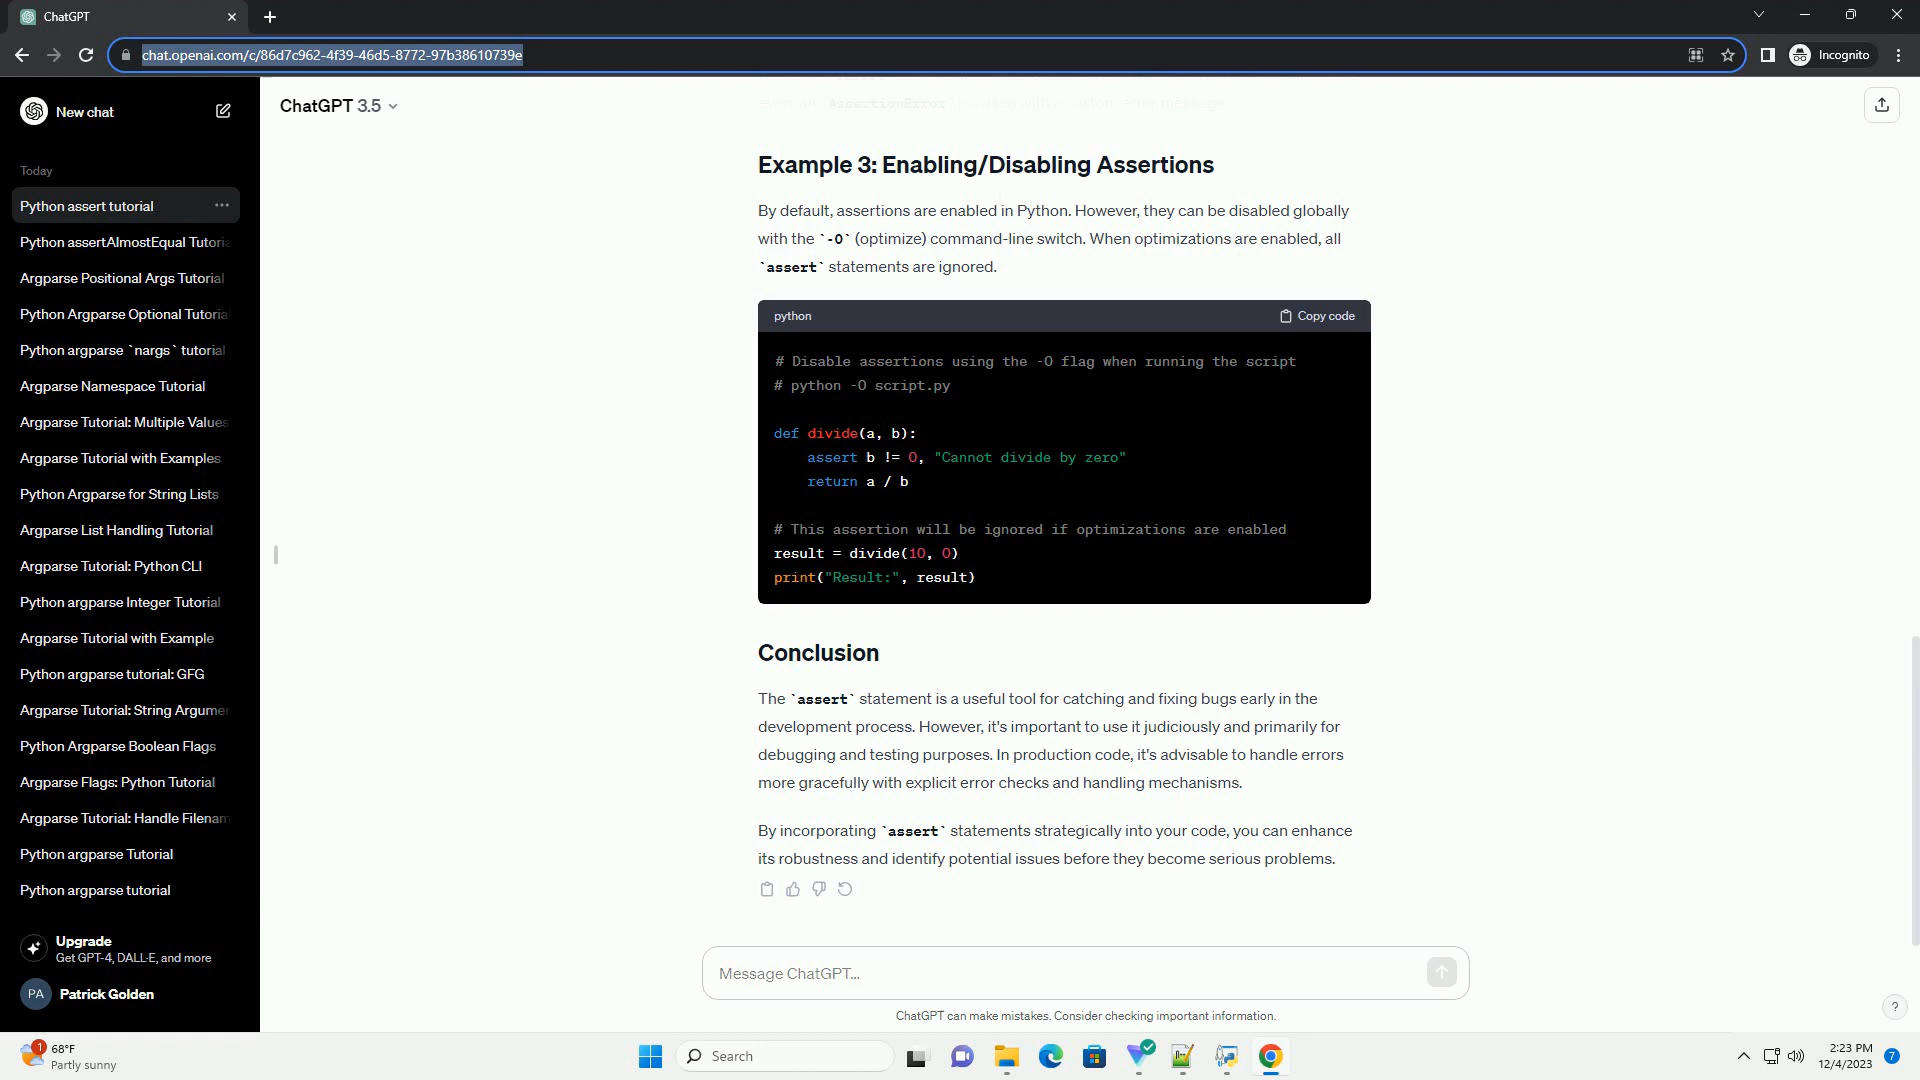 ChatGPT
chat.openai.com/c/86d7c962-4f39-46d5-8772-97b38610739e
Incognito
New chat
Today
Python assert tutorial
Python assertAlmostEqual Tutoria
Argparse Positional Args Tutorial
Python Argparse Optional Tutoria
Python argparse `nargs` tutorial
Argparse Namespace Tutorial
Argparse Tutorial: Multiple Values
Argparse Tutorial with Examples
Python Argparse for String Lists
Argparse List Handling Tutorial
Argparse Tutorial: Python CLI
Python argparse Integer Tutorial
Argparse Tutorial with Example
Python argparse tutorial: GFG
Argparse Tutorial: String Argumen
Python Argparse Boolean Flags
Argparse Flags: Python Tutorial
Argparse Tutorial: Handle Filenam
Python argparse Tutorial
Python argparse tutorial
Upgrade
Get GPT-4, DALL·E, and more
PA Patrick Golden
ChatGPT 3.5
AssertionError
Example 3: Enabling/Disabling Assertions
By default, assertions are enabled in Python. However, they can be disabled globally
with the `-O` (optimize) command-line switch. When optimizations are enabled, all
`assert` statements are ignored.
python Copy code
# Disable assertions using the -O flag when running the script
# python -O script.py
def divide(a, b):
    assert b != 0, "Cannot divide by zero"
    return a / b
# This assertion will be ignored if optimizations are enabled
result = divide(10, 0)
print("Result:", result)
Conclusion
The `assert` statement is a useful tool for catching and fixing bugs early in the
development process. However, it's important to use it judiciously and primarily for
debugging and testing purposes. In production code, it's advisable to handle errors
more gracefully with explicit error checks and handling mechanisms.
By incorporating `assert` statements strategically into your code, you can enhance
its robustness and identify potential issues before they become serious problems.
Message ChatGPT...
ChatGPT can make mistakes. Consider checking important information.
?
1
68°F
Partly sunny
Search
2:23 PM
12/4/2023
7